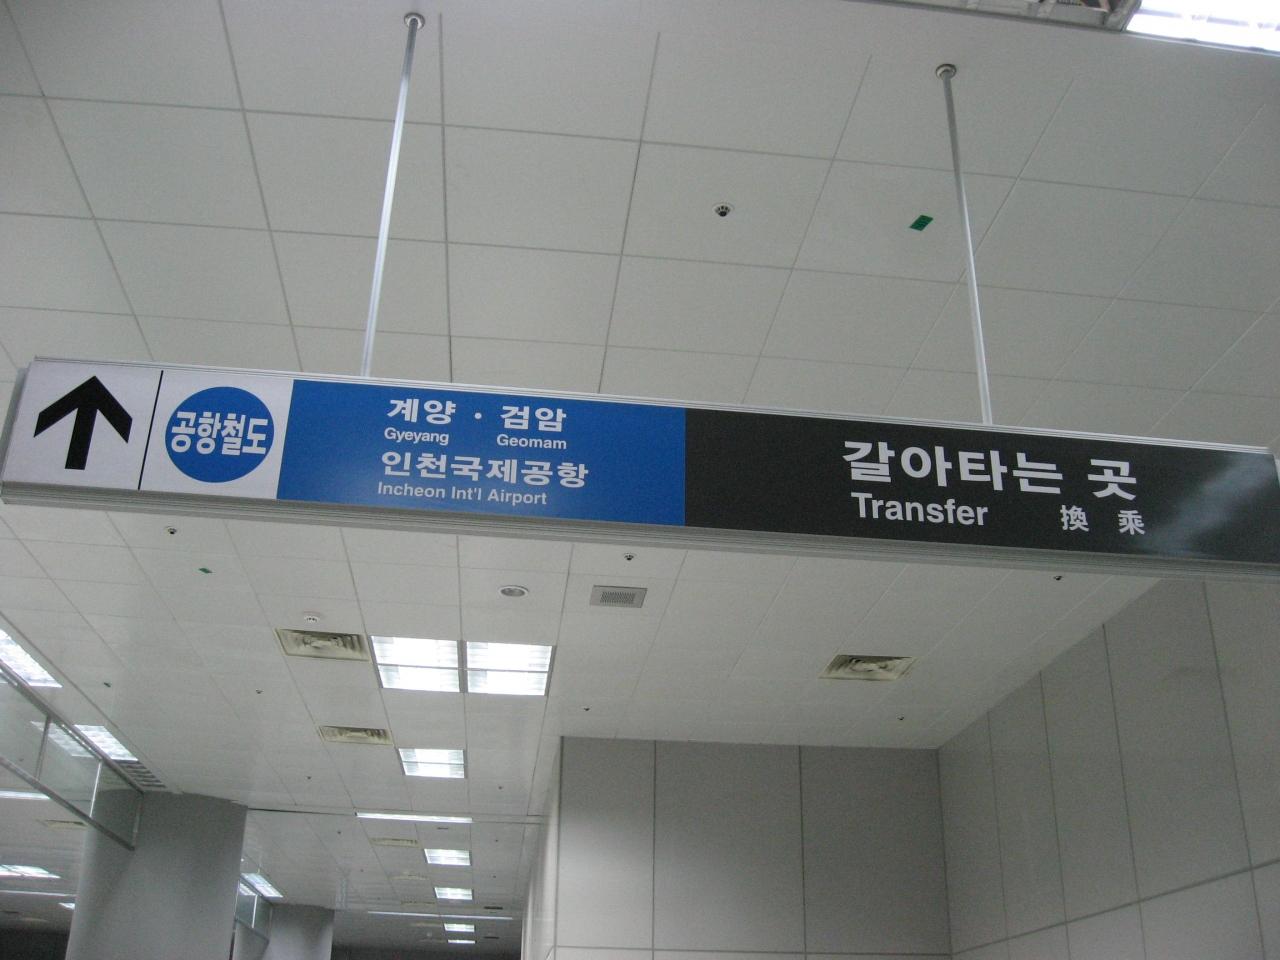 공항철도
계양 · 검암
Gyeyang Geomam
인천국제공항
Incheon Int'l Airport
갈아타는 곳
Transfer 換乘